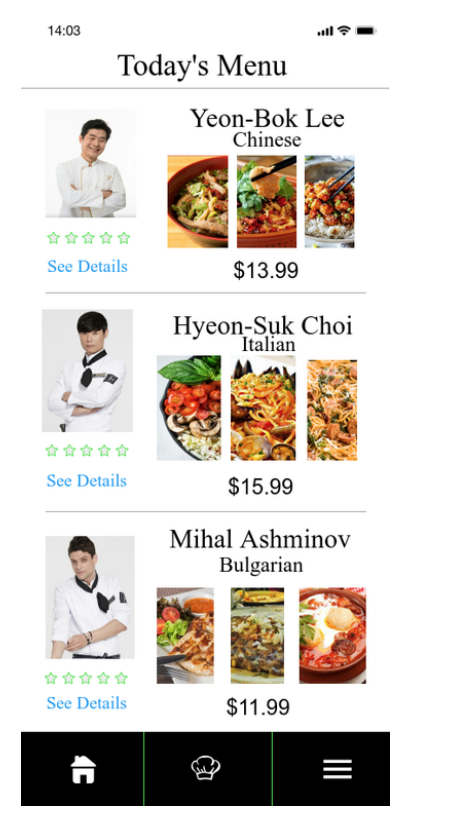 14:03
Today's Menu
Yeon-Bok Lee
Chinese
See Details
$13.99
Hyeon-Suk Choi
Italian
See Details
$15.99
Mihal Ashminov
Bulgarian
See Details
$11.99